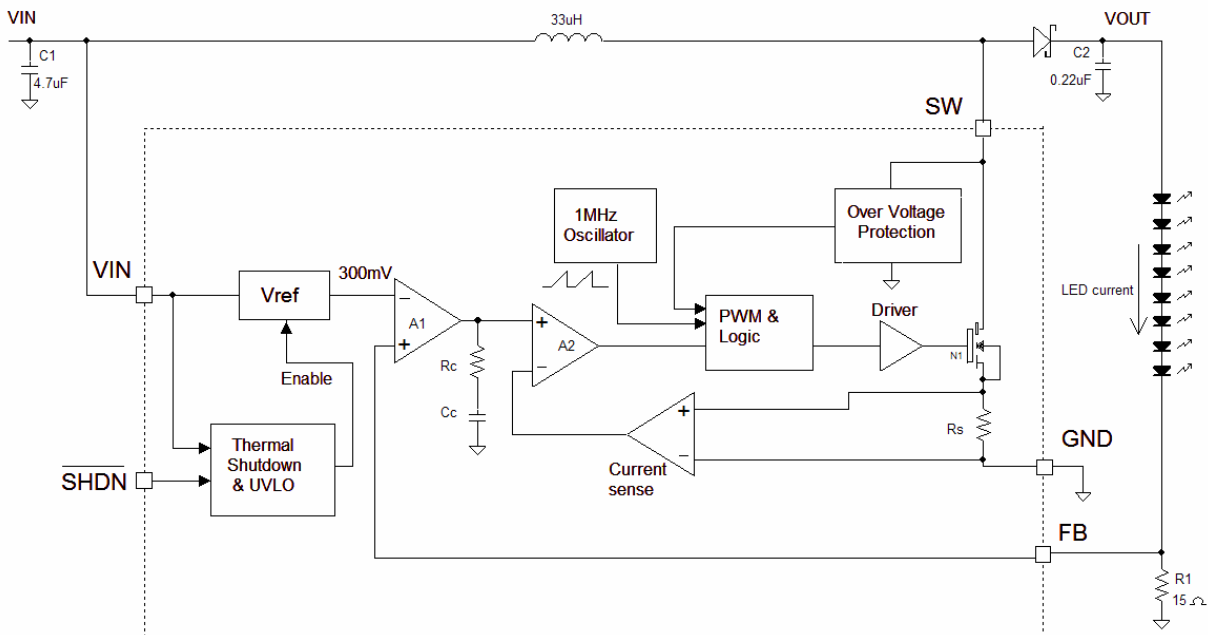 VIN
33uH
VOUT
C1
4.7uF
C2
0.22uF
SW
1MHz
Oscillator
Over Voltage
Protection
VIN
300mV
Vref
LED current
A1
A2
PWM &
Logic
Driver
N1
Enable
Rc
Cc
Rs
Thermal
Shutdown
& UVLO
SHDN
Current
sense
GND
FB
R1
15 Ω